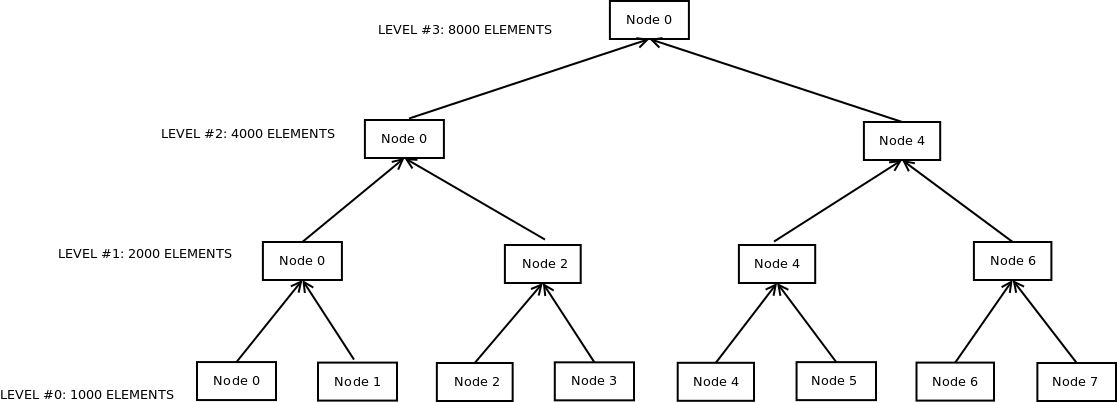 Node 0
LEVEL #3: 8000 ELEMENTS
LEVEL #2: 4000 ELEMENTS
Node 0
Node 4
LEVEL #1: 2000 ELEMENTS
Node 0
Node 2
Node 4
Node 6
Node 0
Node 1
Node 2
Node 3
Node 4
Node 5
Node 6
Node 7
LEVEL #0: 1000 ELEMENTS